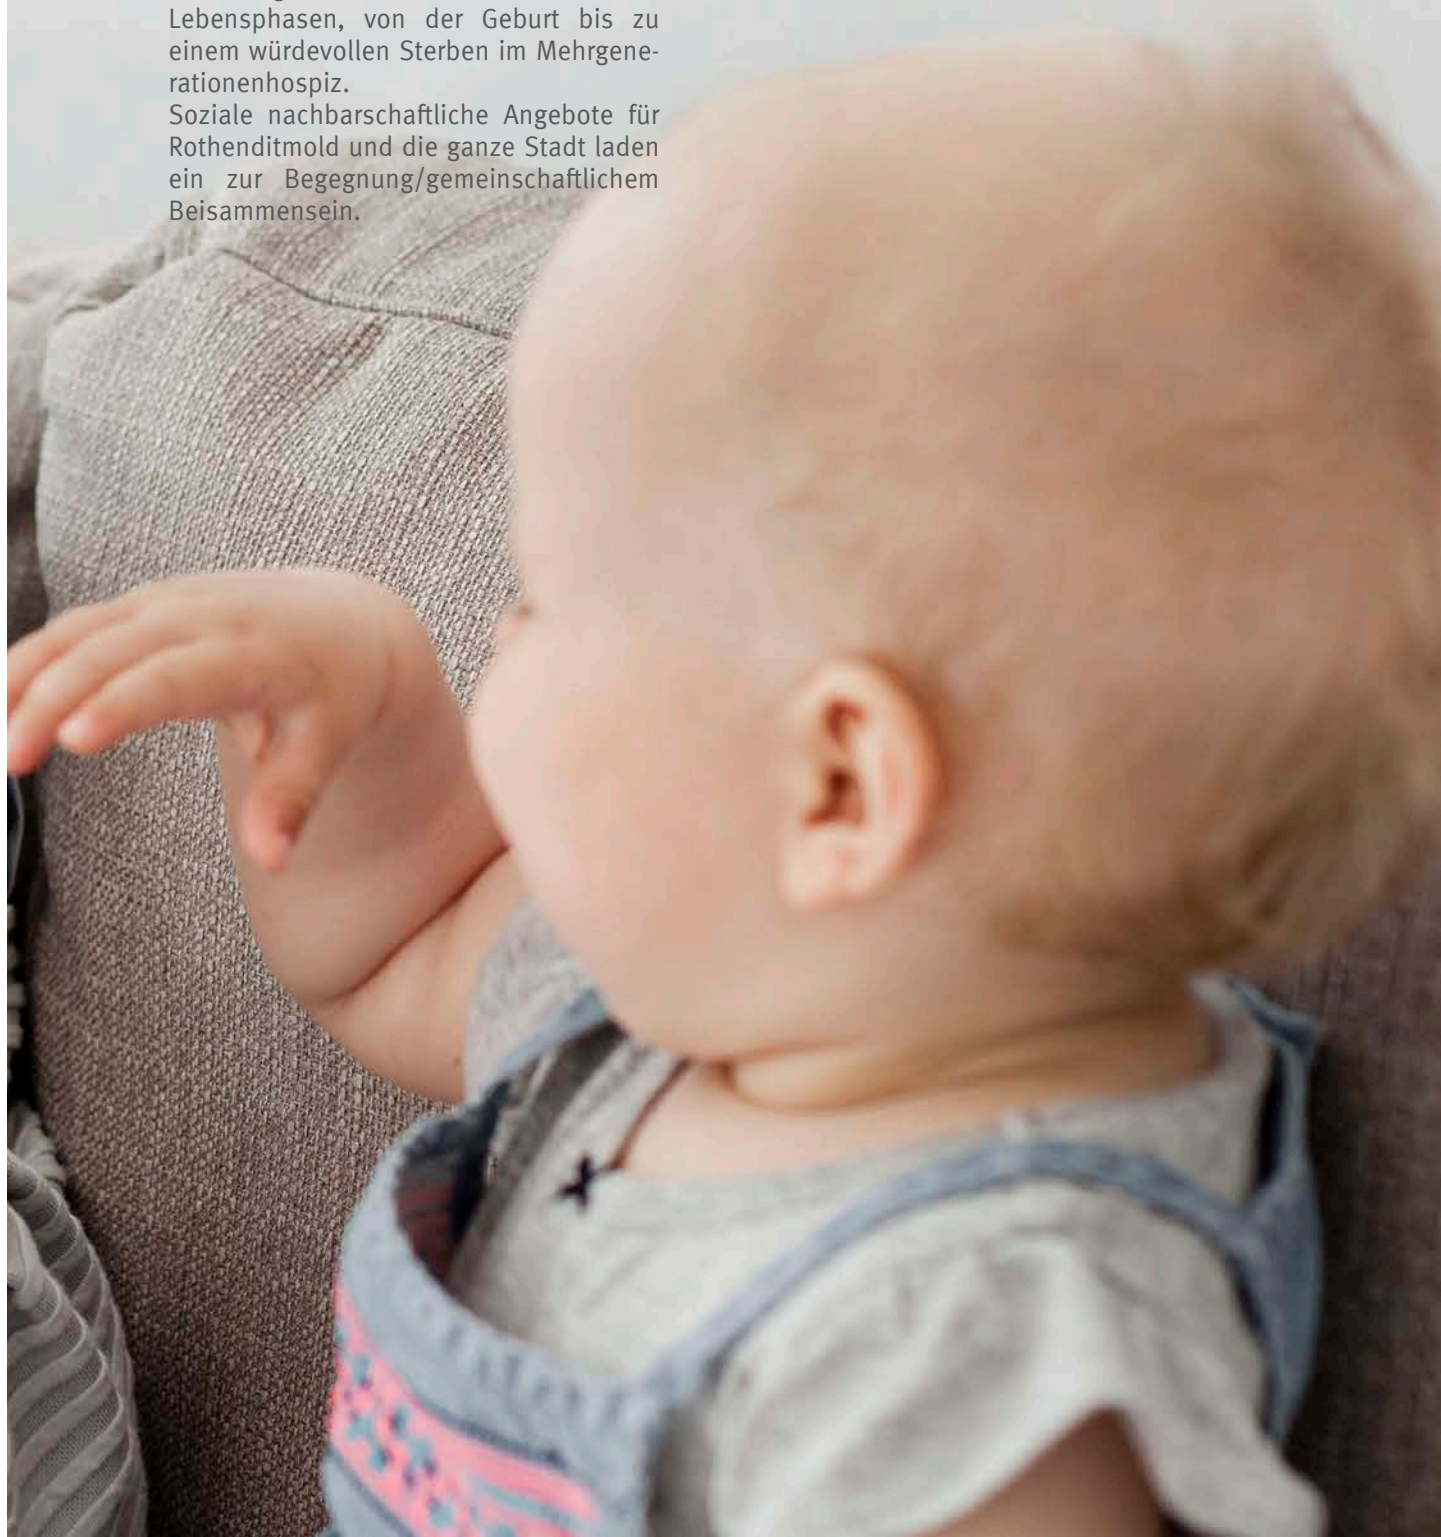 Lebensphasen, von der Geburt bis zu
einem würdevollen Sterben im Mehrgene-
rationenhospiz.
Soziale nachbarschaftliche Angebote für
Rothenditmold und die ganze Stadt laden
ein zur Begegnung/gemeinschaftlichem
Beisammensein.